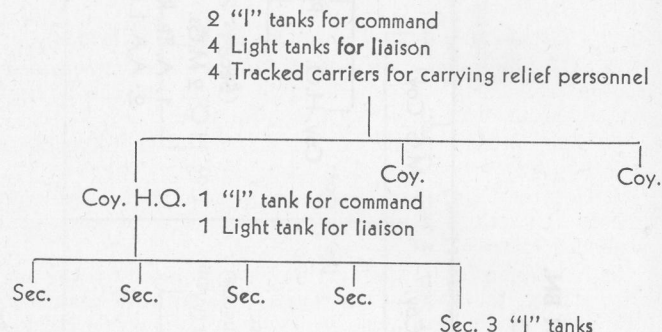 2 “I” tanks for command
4 Light tanks for liaison
4 Tracked carriers for carrying relief personnel
Coy. Coy.
Coy. H.Q. 1 “I” tank for command
1 Light tank for liaison
Sec. Sec. Sec. Sec.
Sec. 3 “I” tanks